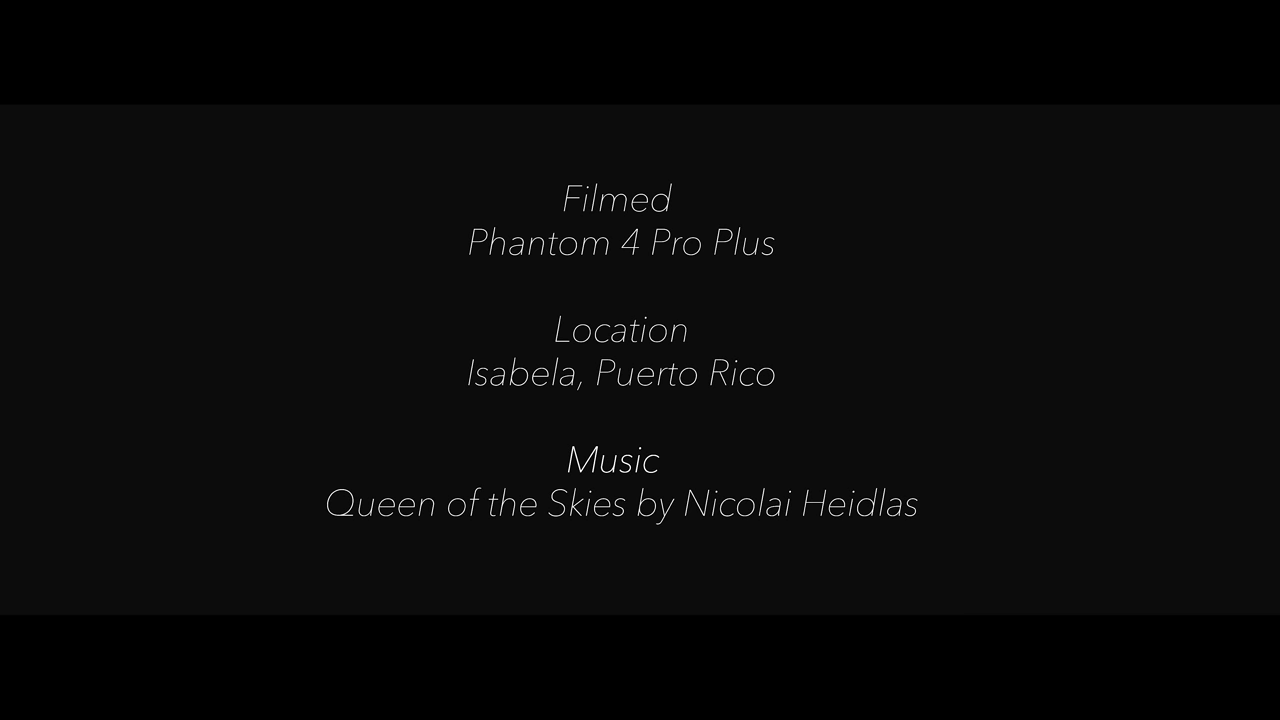 Filmed
Phantom 4 Pro Plus
Location
Isabela, Puerto Rico
Music
Queen of the Skies by Nicolai Heidlas